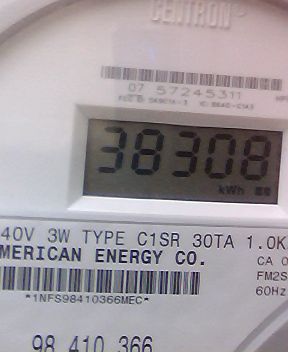 CENTRON®
07 57245311
38308
kWh
40V 3W TYPE C1SR 30TA 1.0K
MERICAN ENERGY CO.
CA 0
FM2S
60Hz
*1NFS98410366MEC*
98 410 366